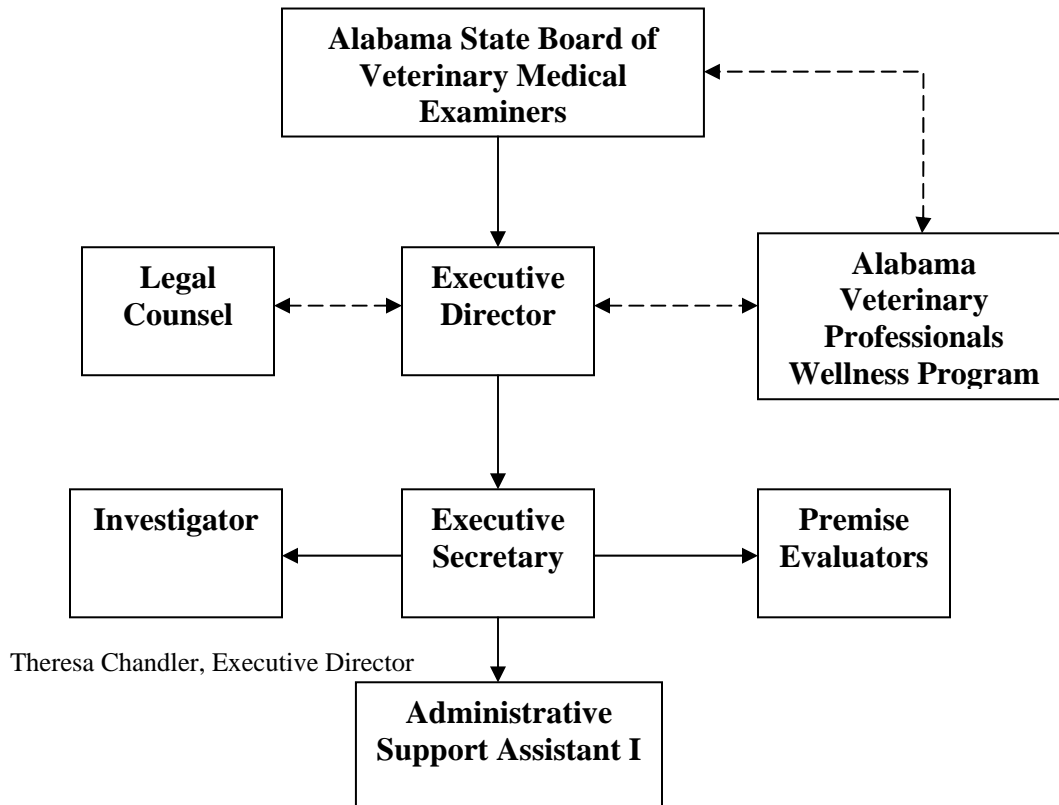 Alabama State Board of
Veterinary Medical
Examiners
Legal
Counsel
Executive
Director
Alabama
Veterinary
Professionals
Wellness Program
Investigator
Executive
Secretary
Premise
Evaluators
Theresa Chandler, Executive Director
Administrative
Support Assistant I